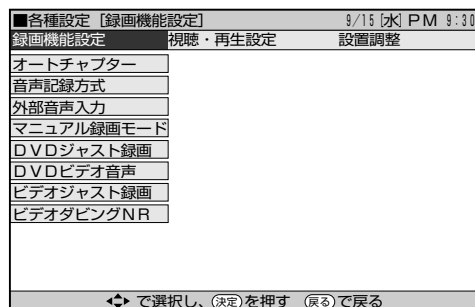 ■各種設定［録画機能設定］ 9/15[水]PM 9:30
録画機能設定 視聴・再生設定 設置調整
オートチャプター
音声記録方式
外部音声入力
マニュアル録画モード
ＤＶＤジャスト録画
ＤＶＤビデオ音声
ビデオジャスト録画
ビデオダビングＮＲ
で選択し、決定を押す 戻るで戻る